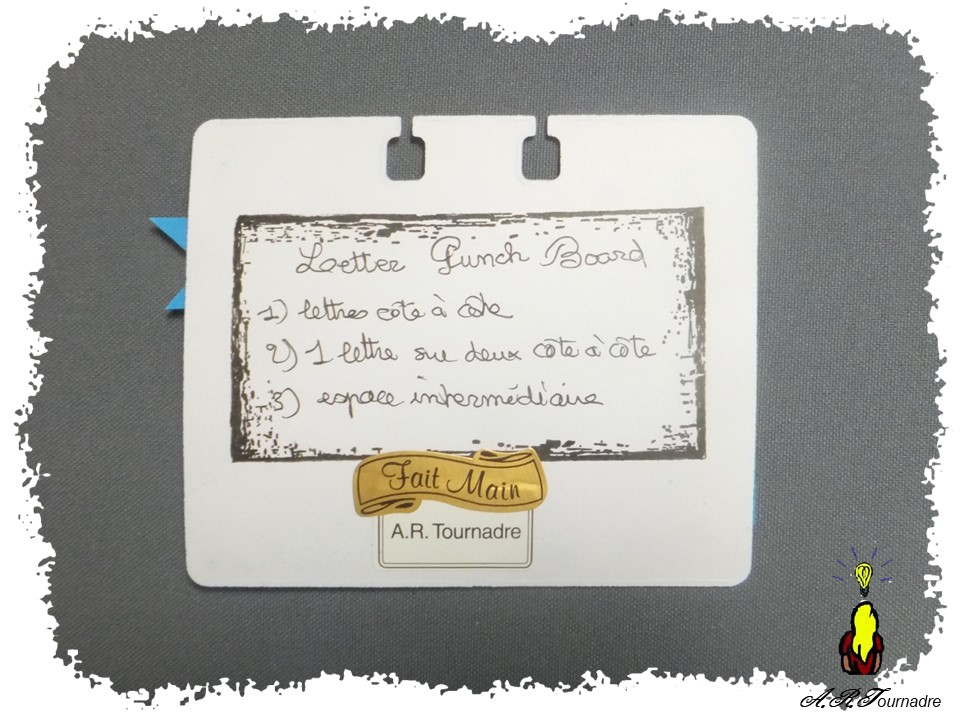 Letter Punch Board
1) lettres côte à côte
2) 1 lettre sur deux côte à côte
3) espace intermédiaire
Fait Main
A.R. Tournadre
A.R.Tournadre